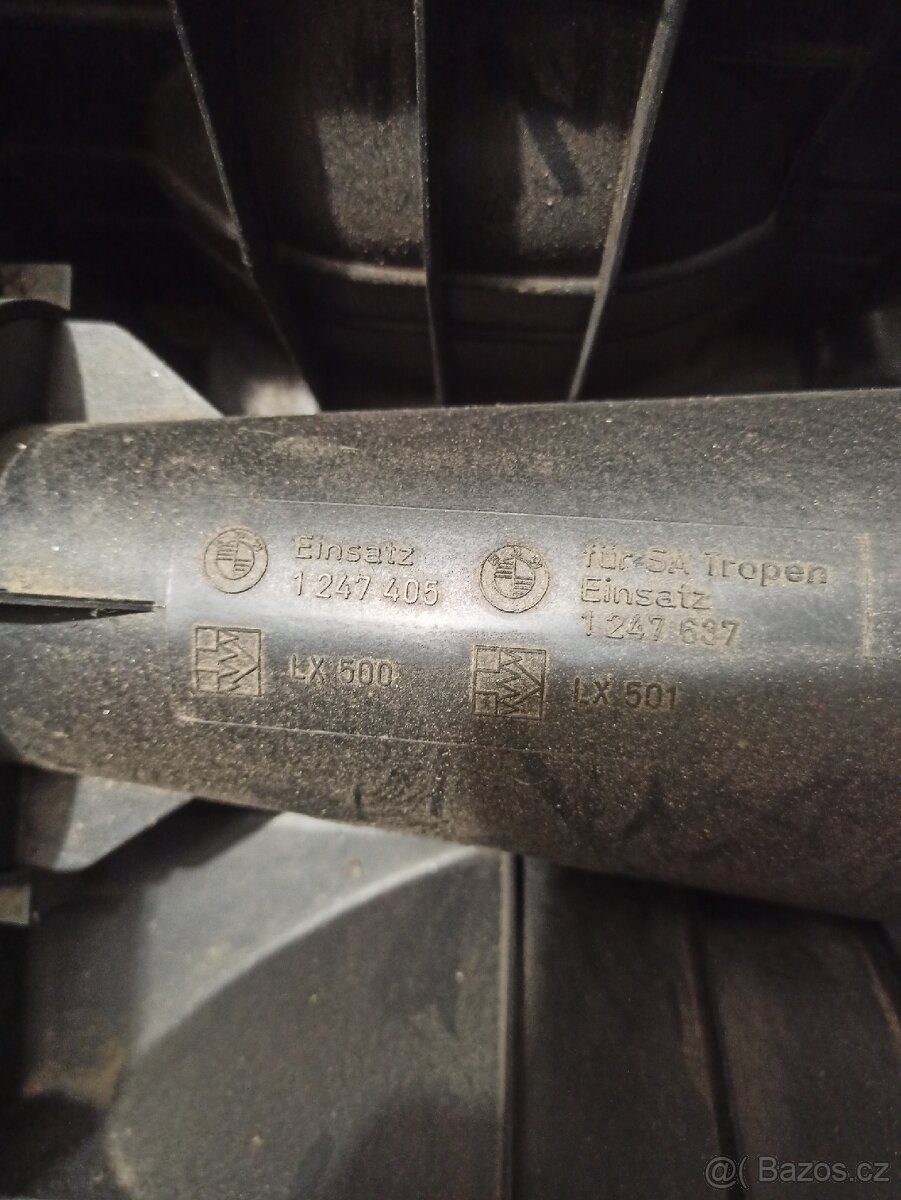 Einsatz
1 247 405
LX 500
für SA Tropen
Einsatz
1 247 637
LX 501
@( Bazos.cz